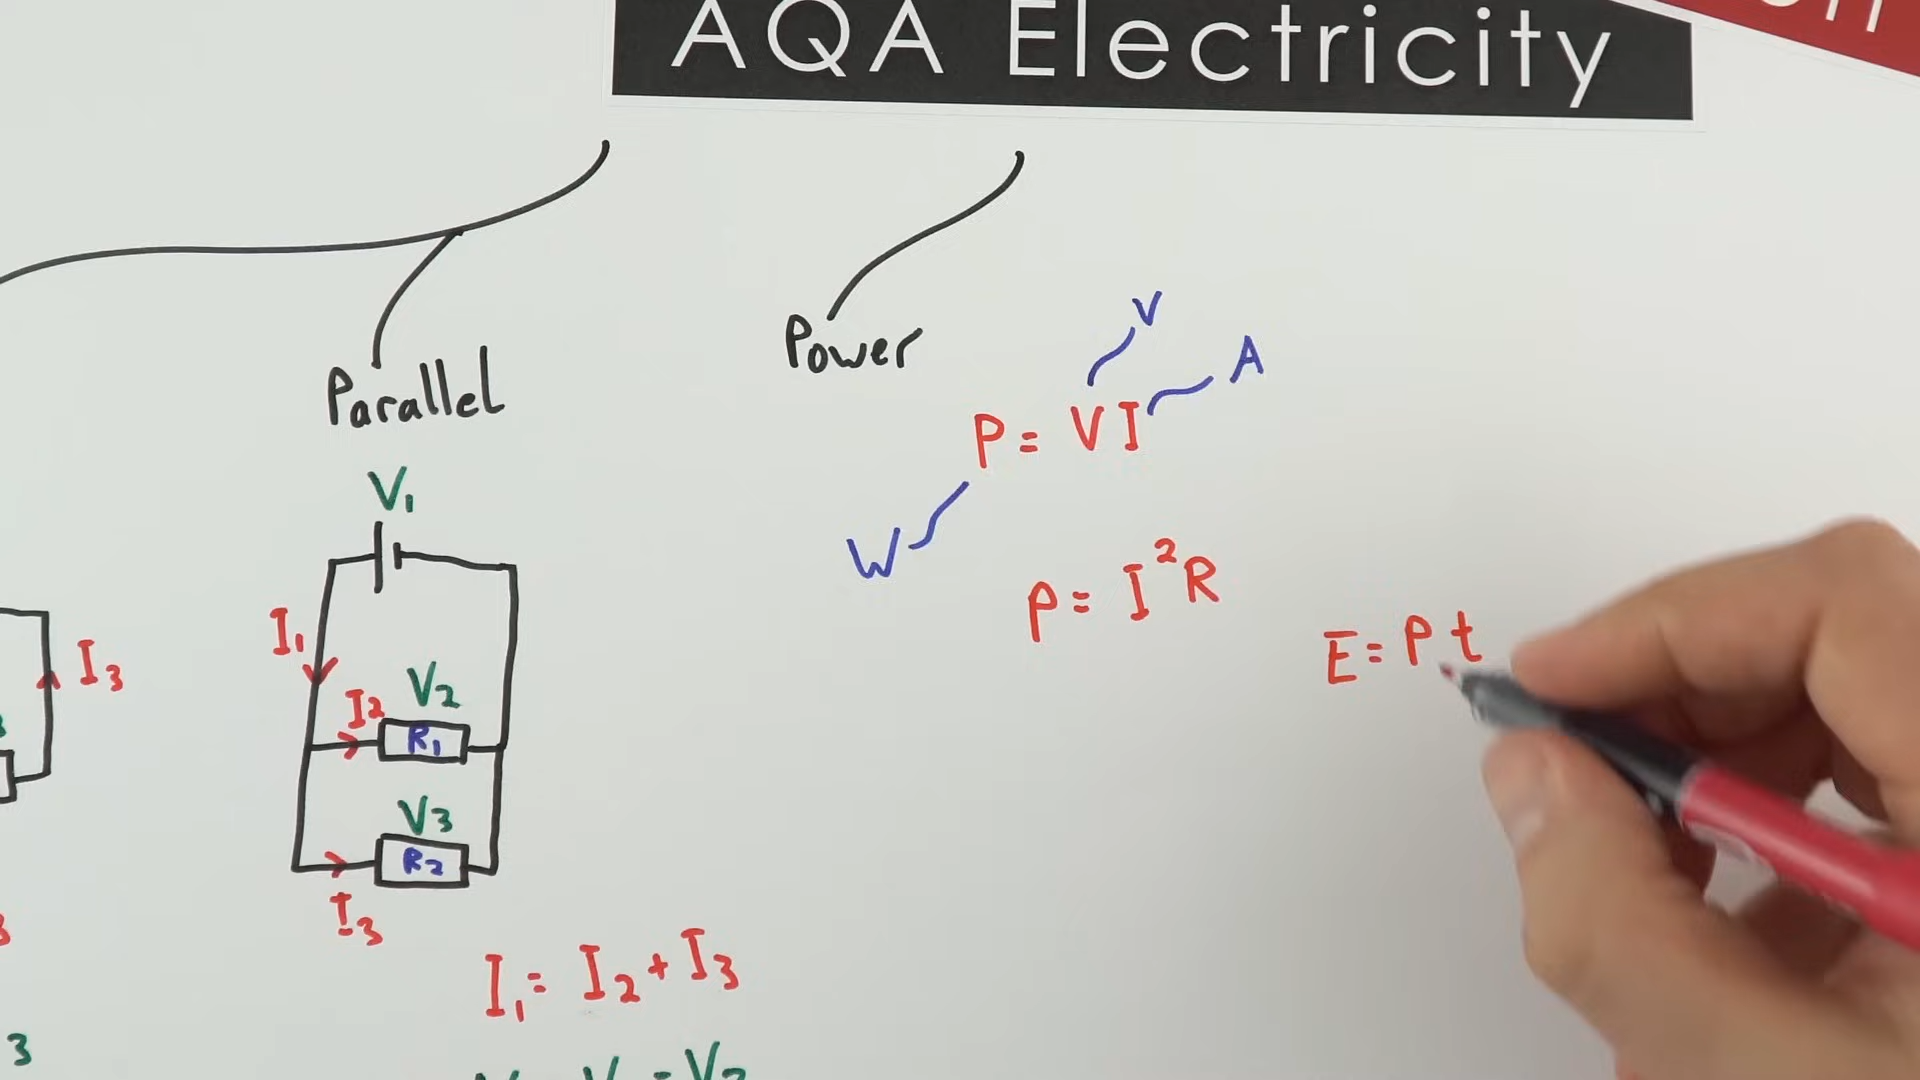 AQA Electricity
Parallel
Power
V
A
P = VI
W
P = I²R
E = Pt
V₁
I₁
I₃
I₂
V₂
R₁
V₃
R₂
I₃
I₁ = I₂ + I₃
3